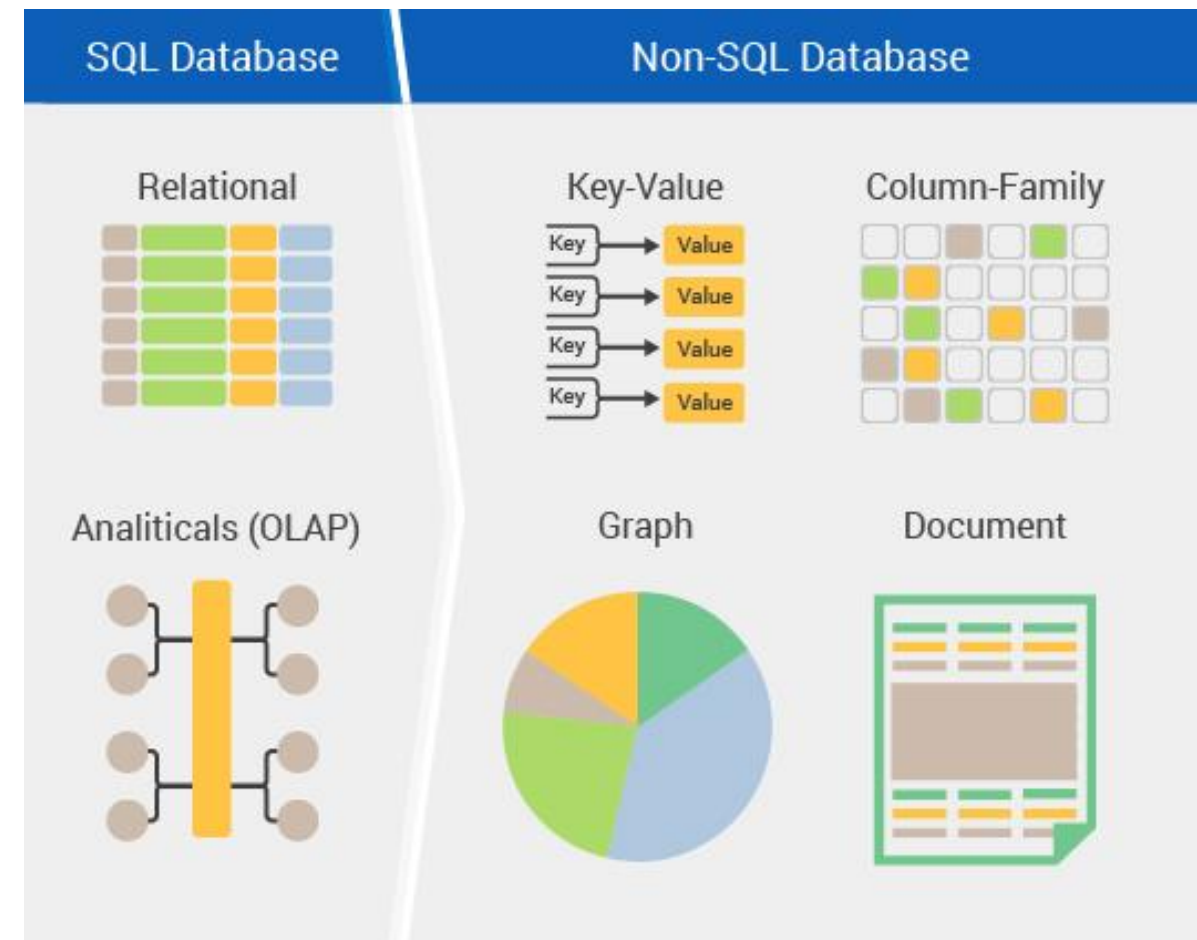 SQL Database
Non-SQL Database
Relational
Key-Value
Column-Family
Key
Value
Key
Value
Key
Value
Key
Value
Analiticals (OLAP)
Graph
Document